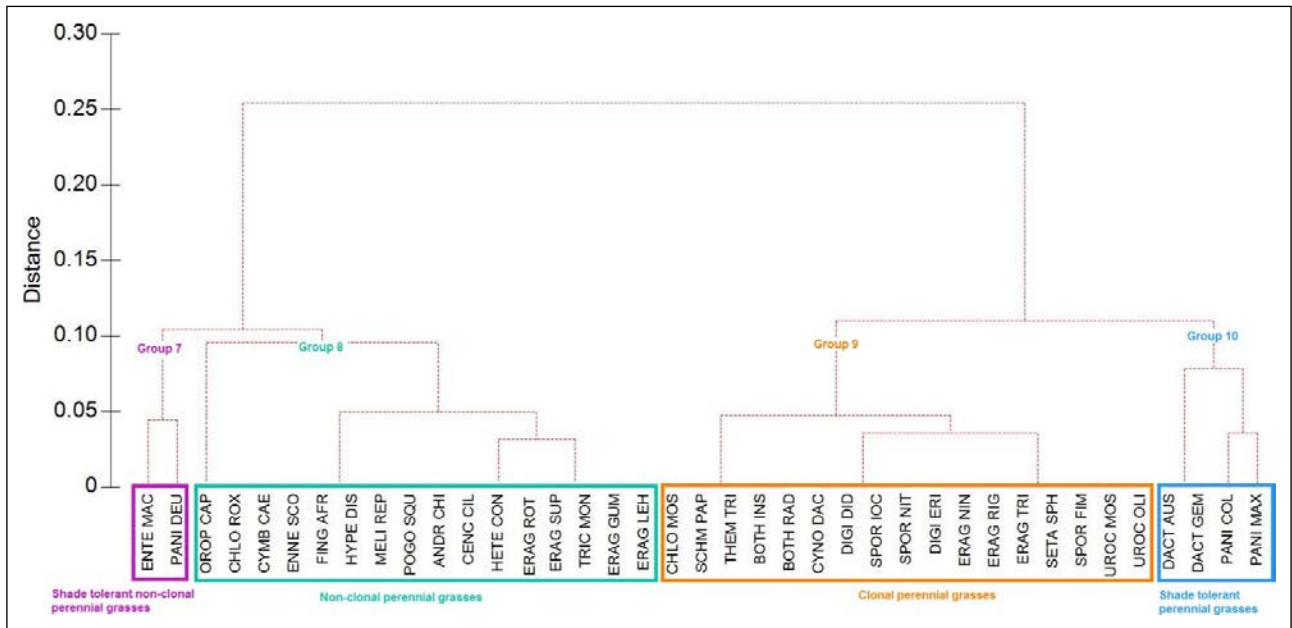 0.30
0.25
0.20
0.15
0.10
0.05
0
Distance
Group 7
Group 8
Group 9
Group 10
ENTE MAC
PANI DEU
OROP CAP
CHLO ROX
CYMB CAE
ENNE SCO
FING AFR
HYPE DIS
MELI REP
POGO SQU
ANDR CHI
CENC CIL
HETE CON
ERAG ROT
ERAG SUP
TRIC MON
ERAG GUM
ERAG LEH
CHLO MOS
SCHM PAP
THEM TRI
BOTH INS
BOTH RAD
CYNO DAC
DIGI DID
SPOR IOC
SPOR NIT
DIGI ERI
ERAG NIN
ERAG RIG
ERAG TRI
SETA SPH
SPOR FIM
UROC MOS
UROC OLI
DACT AUS
DACT GEM
PANI COL
PANI MAX
Shade tolerant non-clonal
perennial grasses
Non-clonal perennial grasses
Clonal perennial grasses
Shade tolerant
perennial grasses